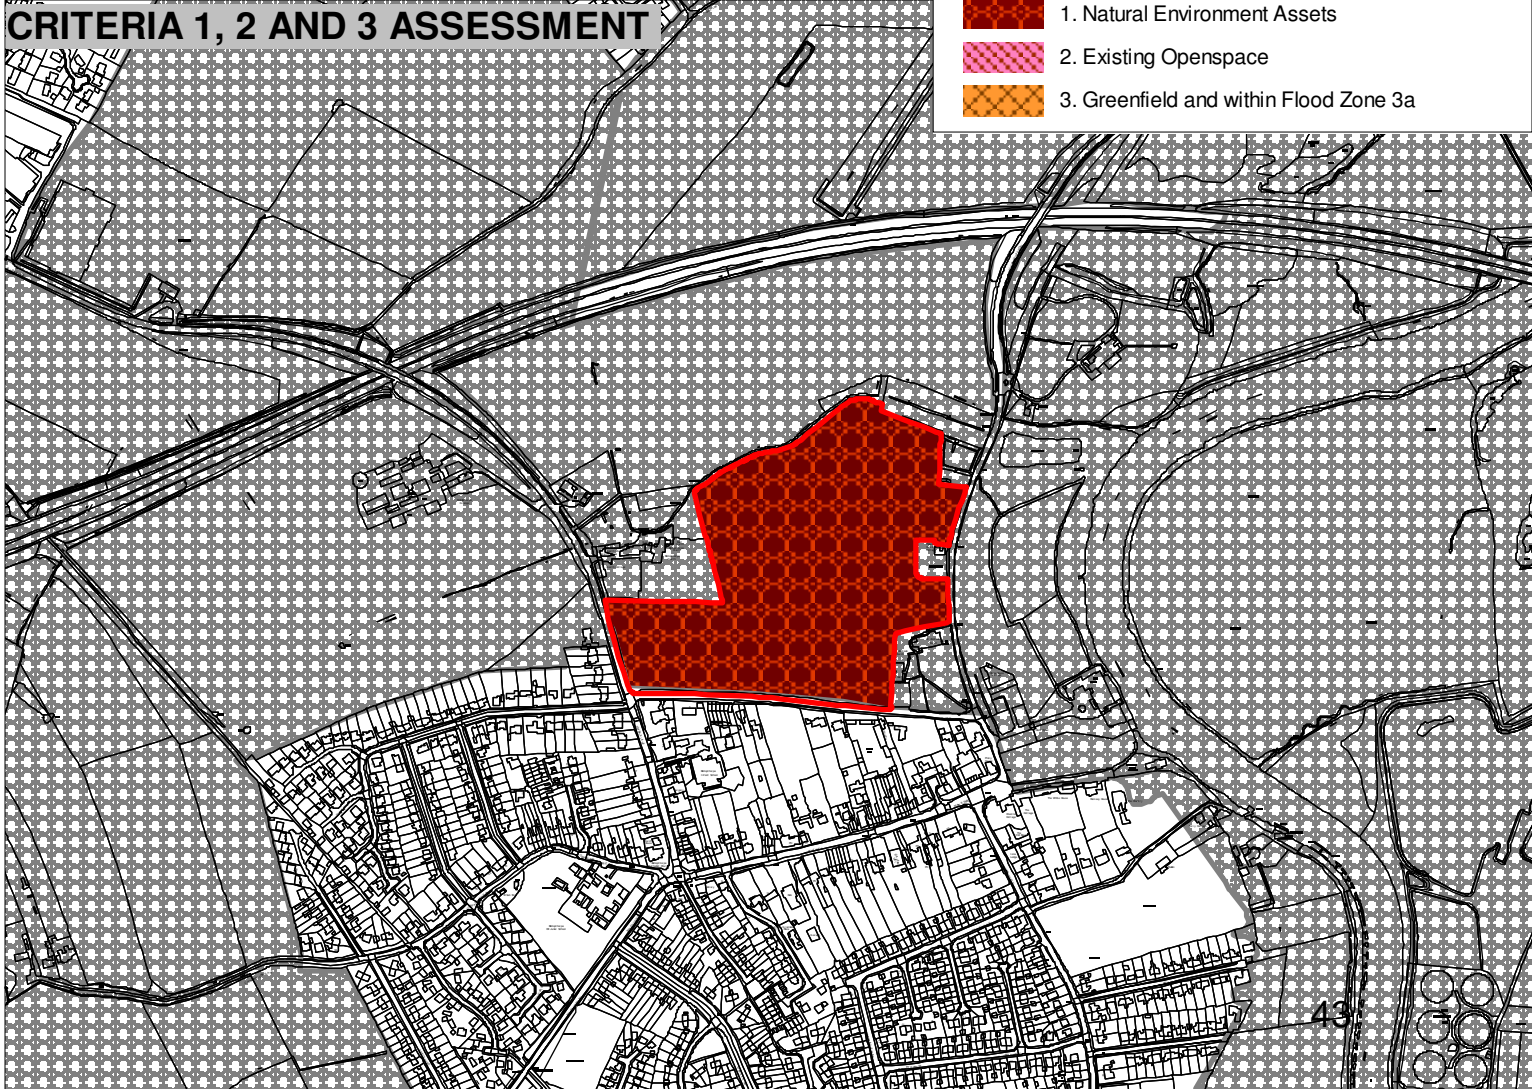 CRITERIA 1, 2 AND 3 ASSESSMENT
1. Natural Environment Assets
2. Existing Openspace
3. Greenfield and within Flood Zone 3a
43